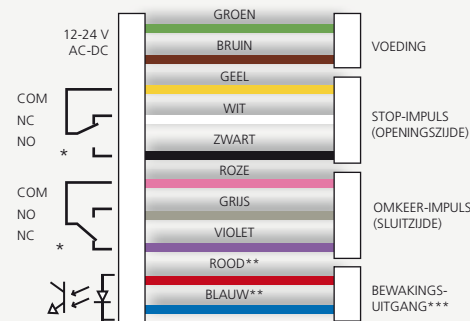 12-24 V
AC-DC
GROEN
BRUIN
VOEDING
COM
NC
NO
*
GEEL
WIT
ZWART
STOP-IMPULS
(OPENINGSZIJDE)
COM
NO
NC
*
ROZE
GRIJS
VIOLET
OMKEER-IMPULS
(SLUITZIJDE)
ROOD**
BLAUW**
BEWAKINGS-
UITGANG***